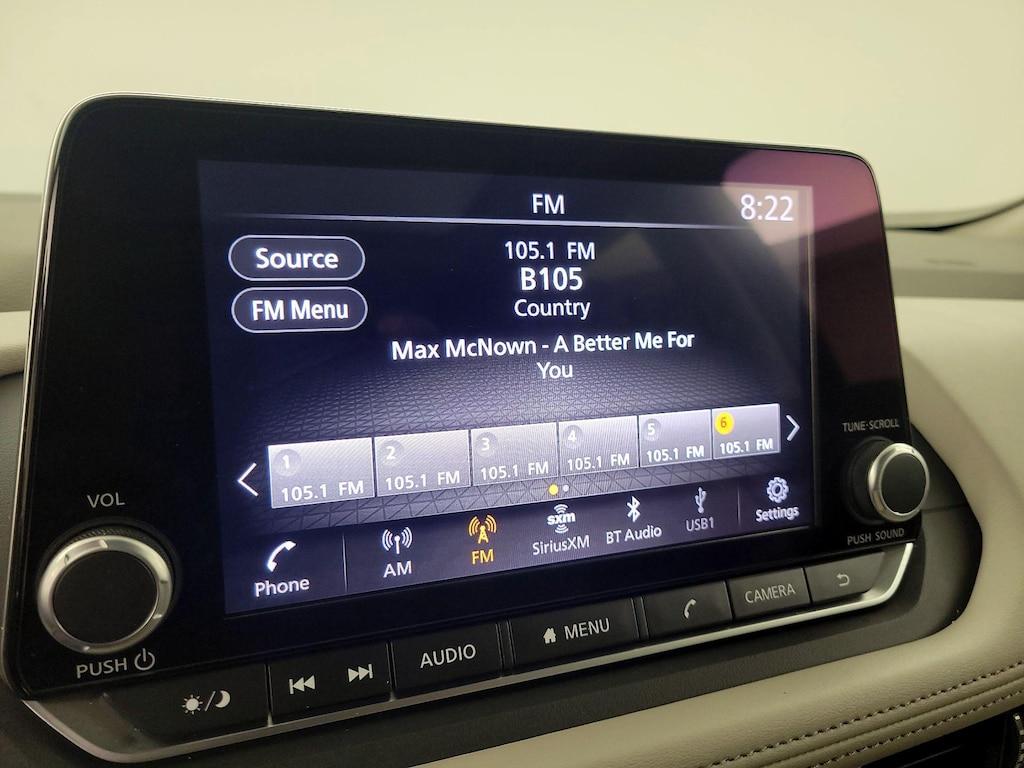 FM
8:22
Source
FM Menu
105.1 FM
B105
Country
Max McNown - A Better Me For
You
1
105.1 FM
2
105.1 FM
3
105.1 FM
4
105.1 FM
5
105.1 FM
6
105.1 FM
Phone
AM
FM
sxm
SiriusXM
BT Audio
USB1
Settings
VOL
PUSH
TUNE·SCROLL
PUSH SOUND
AUDIO
MENU
CAMERA